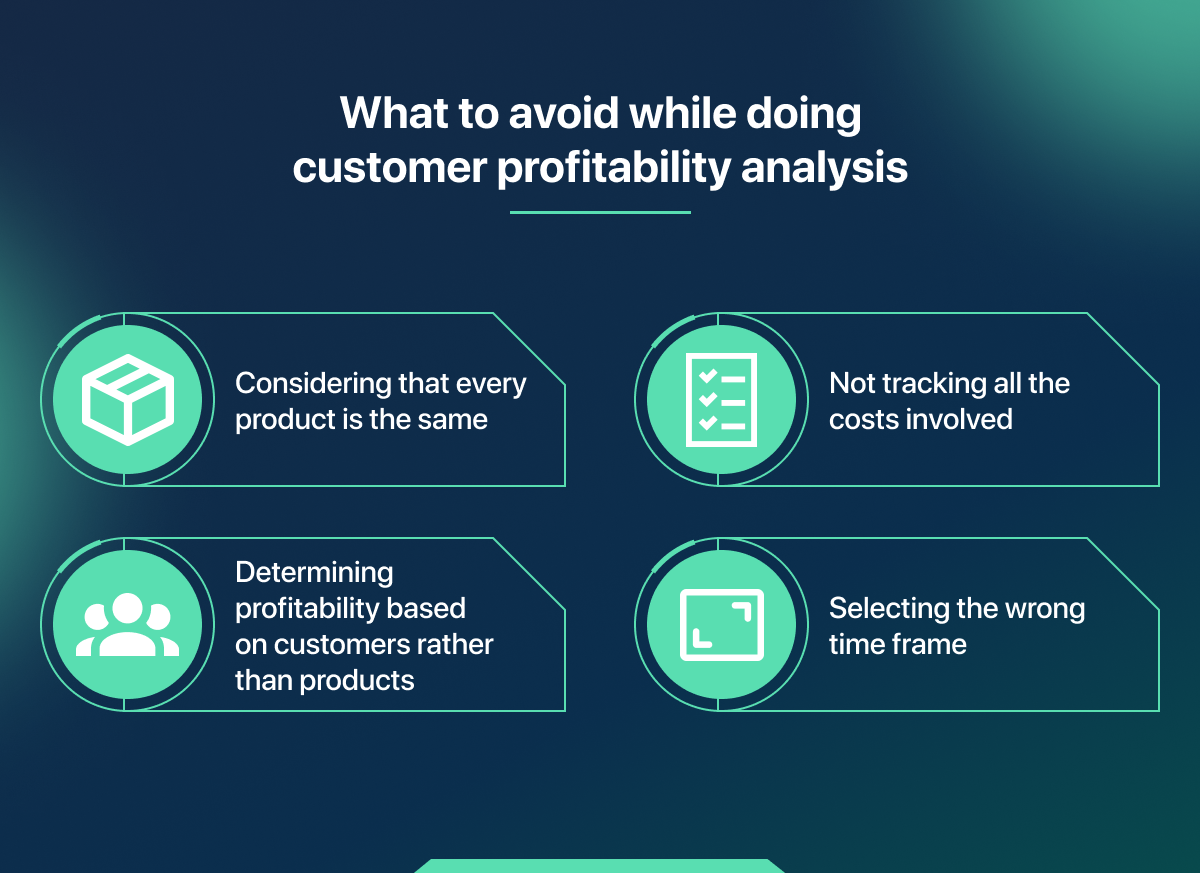 What to avoid while doing
customer profitability analysis
Considering that every
product is the same
Not tracking all the
costs involved
Determining
profitability based
on customers rather
than products
Selecting the wrong
time frame